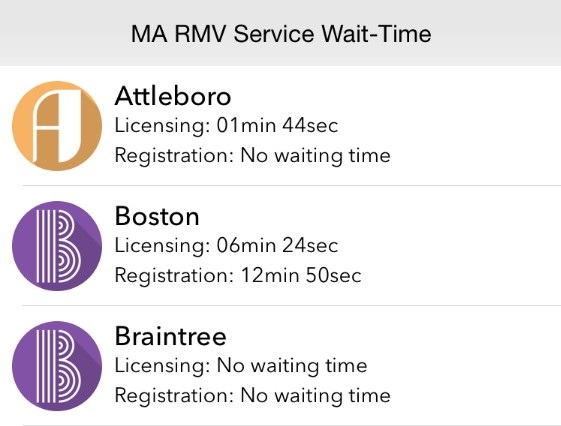 MA RMV Service Wait-Time
A
Attleboro
Licensing: 01min 44sec
Registration: No waiting time
B
Boston
Licensing: 06min 24sec
Registration: 12min 50sec
B
Braintree
Licensing: No waiting time
Registration: No waiting time